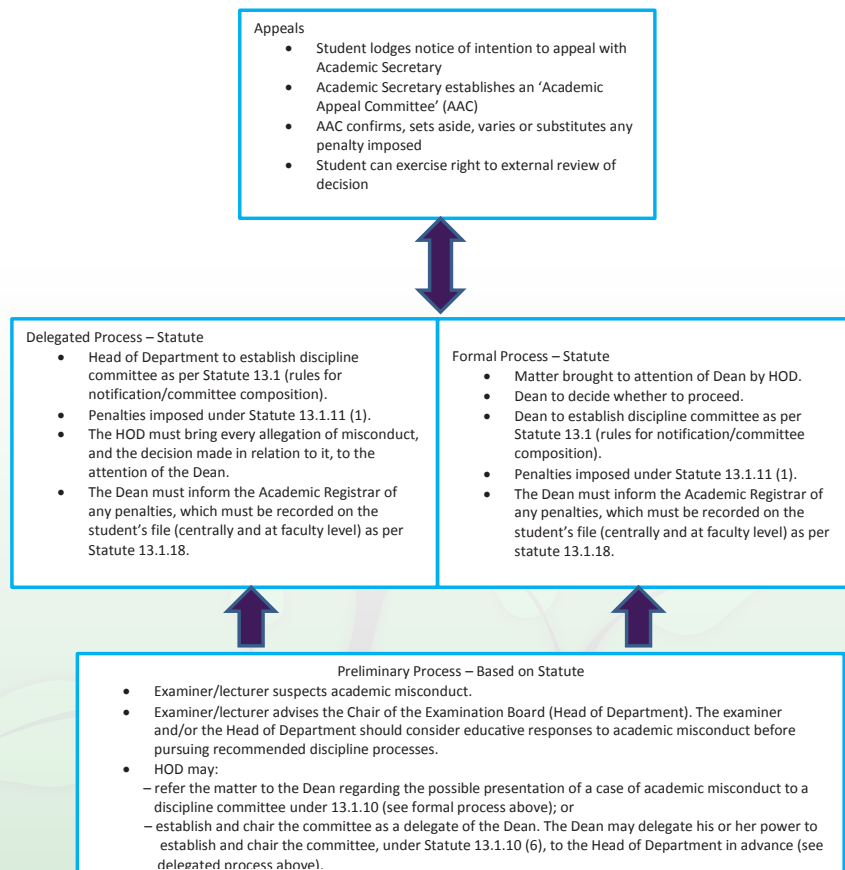 Appeals
• Student lodges notice of intention to appeal with
Academic Secretary
• Academic Secretary establishes an ‘Academic
Appeal Committee’ (AAC)
• AAC confirms, sets aside, varies or substitutes any
penalty imposed
• Student can exercise right to external review of
decision
Delegated Process – Statute
• Head of Department to establish discipline
committee as per Statute 13.1 (rules for
notification/committee composition).
• Penalties imposed under Statute 13.1.11 (1).
• The HOD must bring every allegation of misconduct,
and the decision made in relation to it, to the
attention of the Dean.
• The Dean must inform the Academic Registrar of
any penalties, which must be recorded on the
student’s file (centrally and at faculty level) as per
Statute 13.1.18.
Formal Process – Statute
• Matter brought to attention of Dean by HOD.
• Dean to decide whether to proceed.
• Dean to establish discipline committee as per
Statute 13.1 (rules for notification/committee
composition).
• Penalties imposed under Statute 13.1.11 (1).
• The Dean must inform the Academic Registrar of
any penalties, which must be recorded on the
student’s file (centrally and at faculty level) as per
statute 13.1.18.
Preliminary Process – Based on Statute
• Examiner/lecturer suspects academic misconduct.
• Examiner/lecturer advises the Chair of the Examination Board (Head of Department). The examiner
and/or the Head of Department should consider educative responses to academic misconduct before
pursuing recommended discipline processes.
• HOD may:
– refer the matter to the Dean regarding the possible presentation of a case of academic misconduct to a
discipline committee under 13.1.10 (see formal process above); or
– establish and chair the committee as a delegate of the Dean. The Dean may delegate his or her power to
establish and chair the committee, under Statute 13.1.10 (6), to the Head of Department in advance (see
delegated process above).